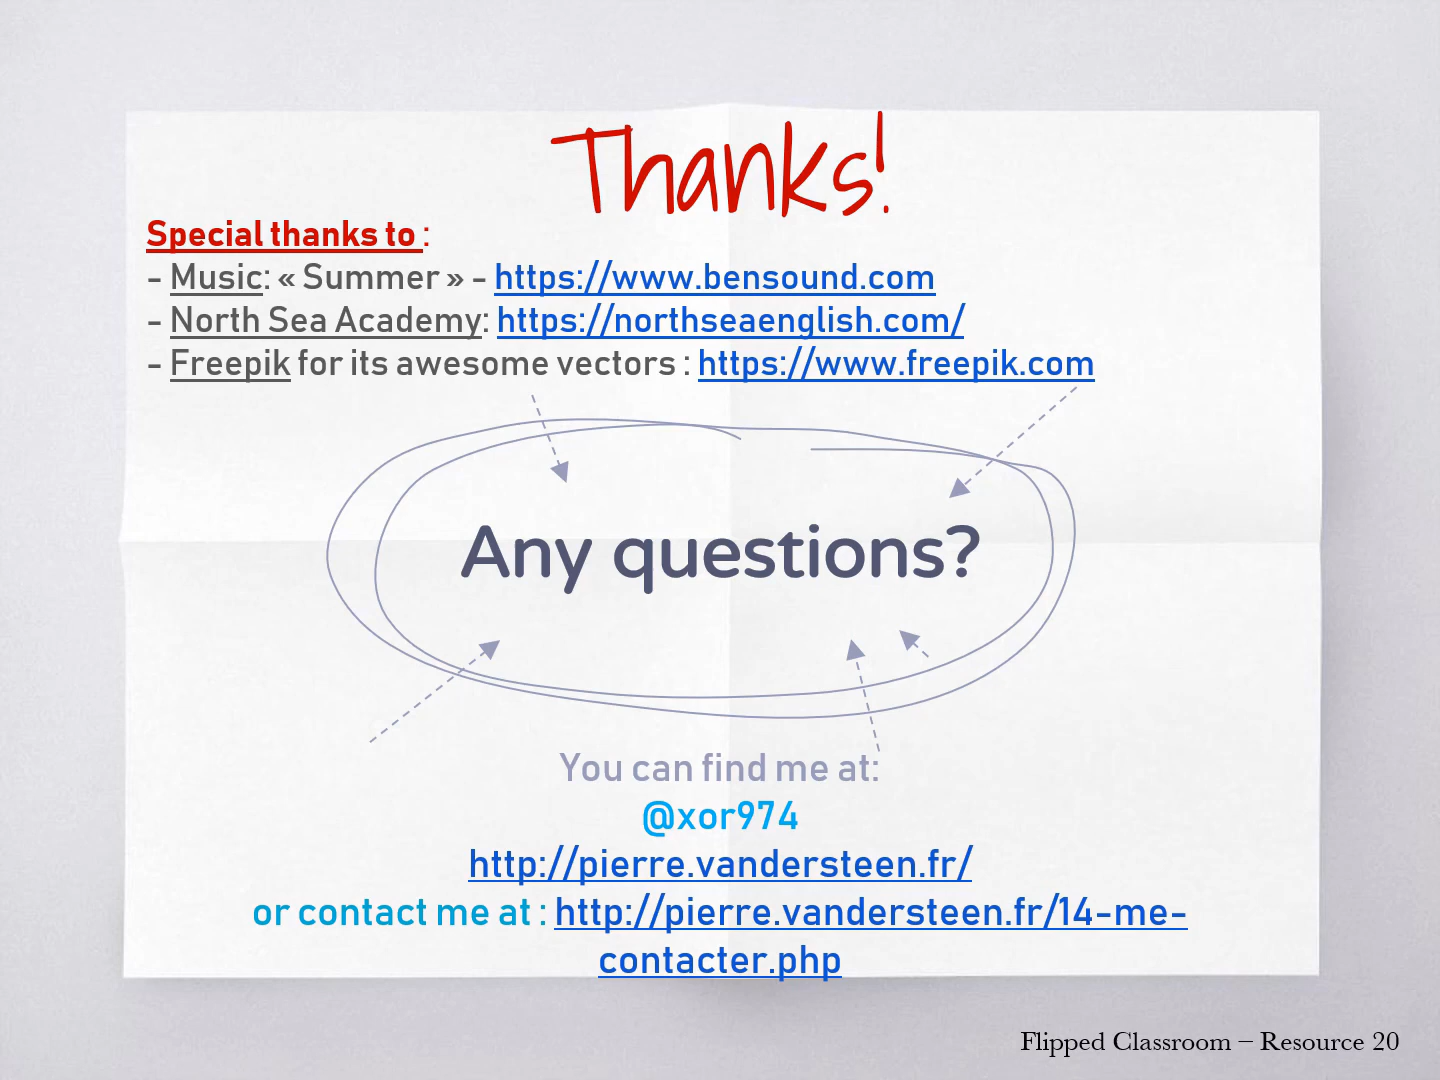 Thanks!
Special thanks to :
- Music: « Summer » - https://www.bensound.com
- North Sea Academy: https://northseaenglish.com/
- Freepik for its awesome vectors : https://www.freepik.com
Any questions?
You can find me at:
@xor974
http://pierre.vandersteen.fr/
or contact me at : http://pierre.vandersteen.fr/14-me-
contacter.php
Flipped Classroom – Resource 20